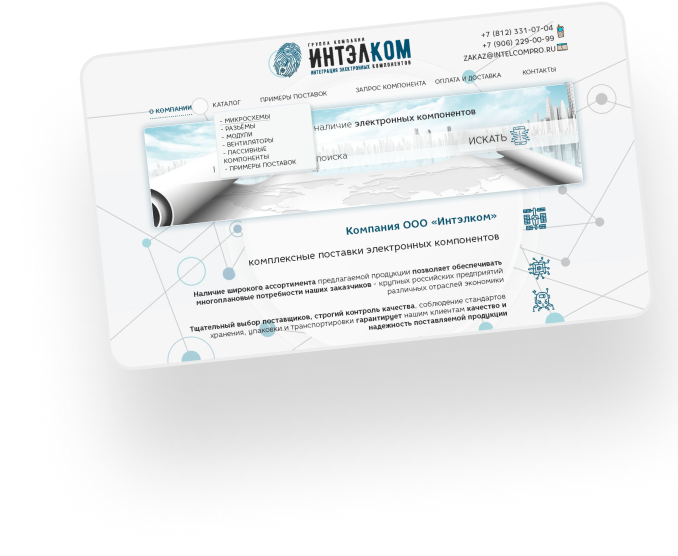 ГРУППА КОМПАНИЙ
ИНТЭЛКОМ
ИНТЕГРАЦИЯ ЭЛЕКТРОННЫХ КОМПОНЕНТОВ
+7 (812) 331-07-04
+7 (906) 229-00-99
ZAKAZ@INTELCOMPRO.RU
О КОМПАНИИ КАТАЛОГ ПРИМЕРЫ ПОСТАВОК ЗАПРОС КОМПОНЕНТА ОПЛАТА И ДОСТАВКА КОНТАКТЫ
- МИКРОСХЕМЫ
- РАЗЪЁМЫ
- МОДУЛИ
- ВЕНТИЛЯТОРЫ
- ПАССИВНЫЕ
КОМПОНЕНТЫ
- ПРИМЕРЫ ПОСТАВОК
наличие электронных компонентов
ИСКАТЬ
поиска
Компания ООО «Интэлком»
комплексные поставки электронных компонентов
Наличие широкого ассортимента предлагаемой продукции позволяет обеспечивать
многоплановые потребности наших заказчиков - крупных российских предприятий
различных отраслей экономики
Тщательный выбор поставщиков, строгий контроль качества, соблюдение стандартов
хранения, упаковки и транспортировки гарантирует нашим клиентам качество и
надежность поставляемой продукции